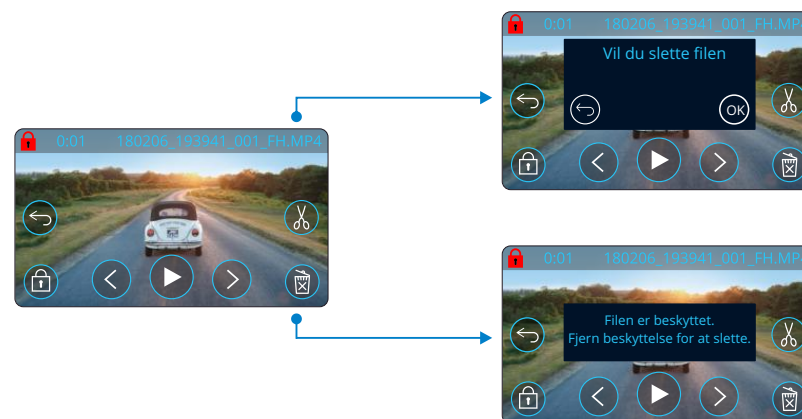 0:01 180206_193941_001_FH.MP4
0:01 180206_193941_001_FH.MP
Vil du slette filen
OK
0:01 180206_193941_001_FH.MP
Filen er beskyttet.
Fjern beskyttelse for at slette.